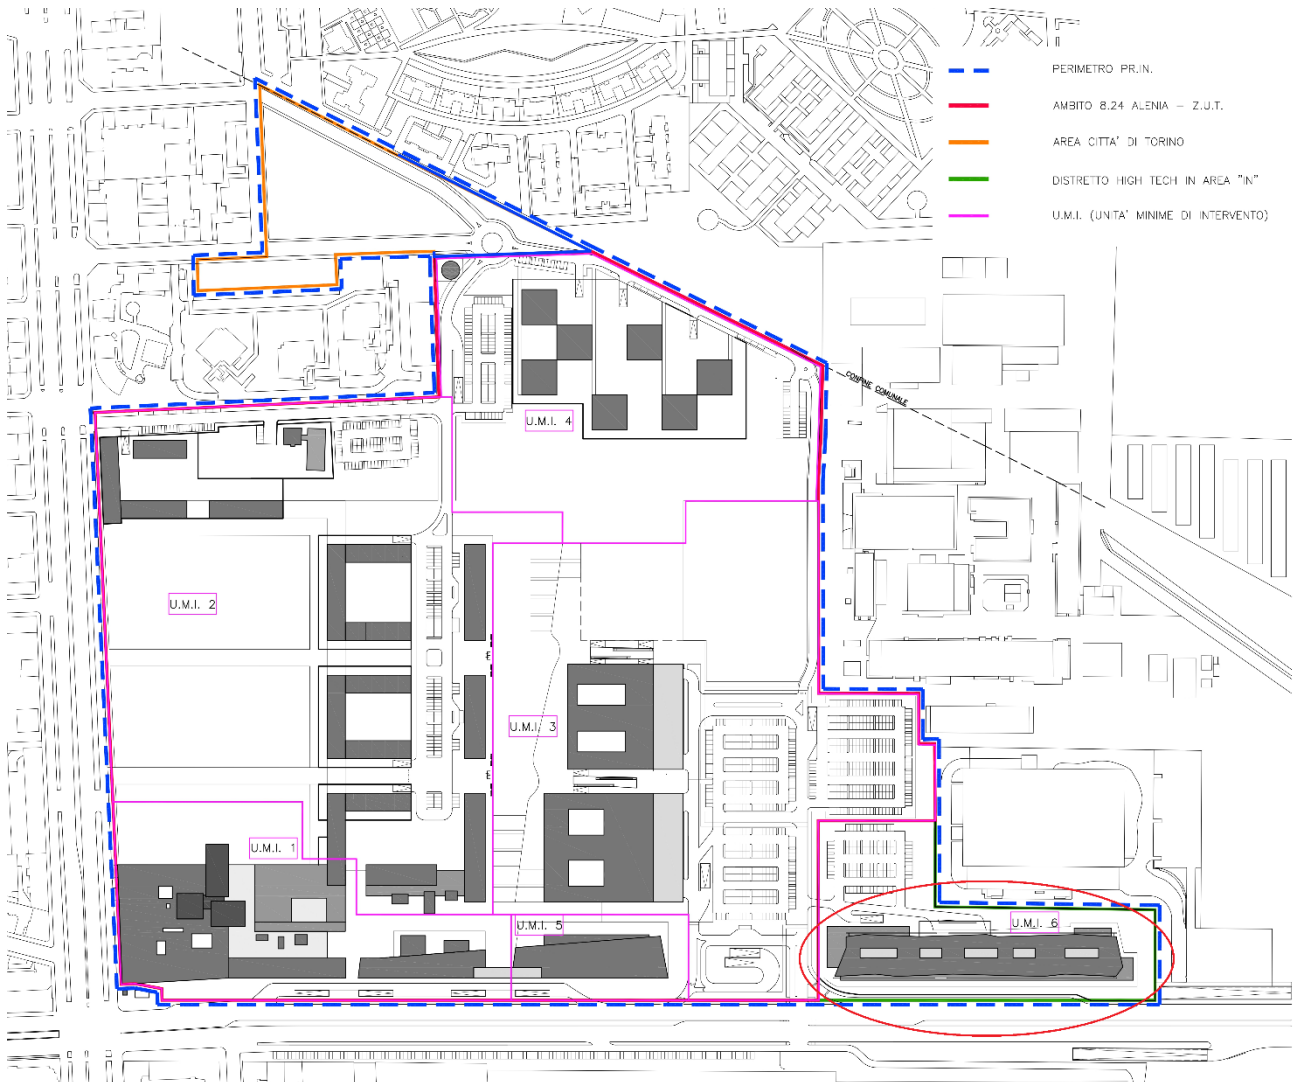 PERIMETRO PR.IN.
AMBITO 8.24 ALENIA – Z.U.T.
AREA CITTA' DI TORINO
DISTRETTO HIGH TECH IN AREA "IN"
U.M.I. (UNITA' MINIME DI INTERVENTO)
CONFINE COMUNALE
U.M.I. 4
U.M.I. 2
U.M.I. 3
U.M.I. 1
U.M.I. 5
U.M.I. 6